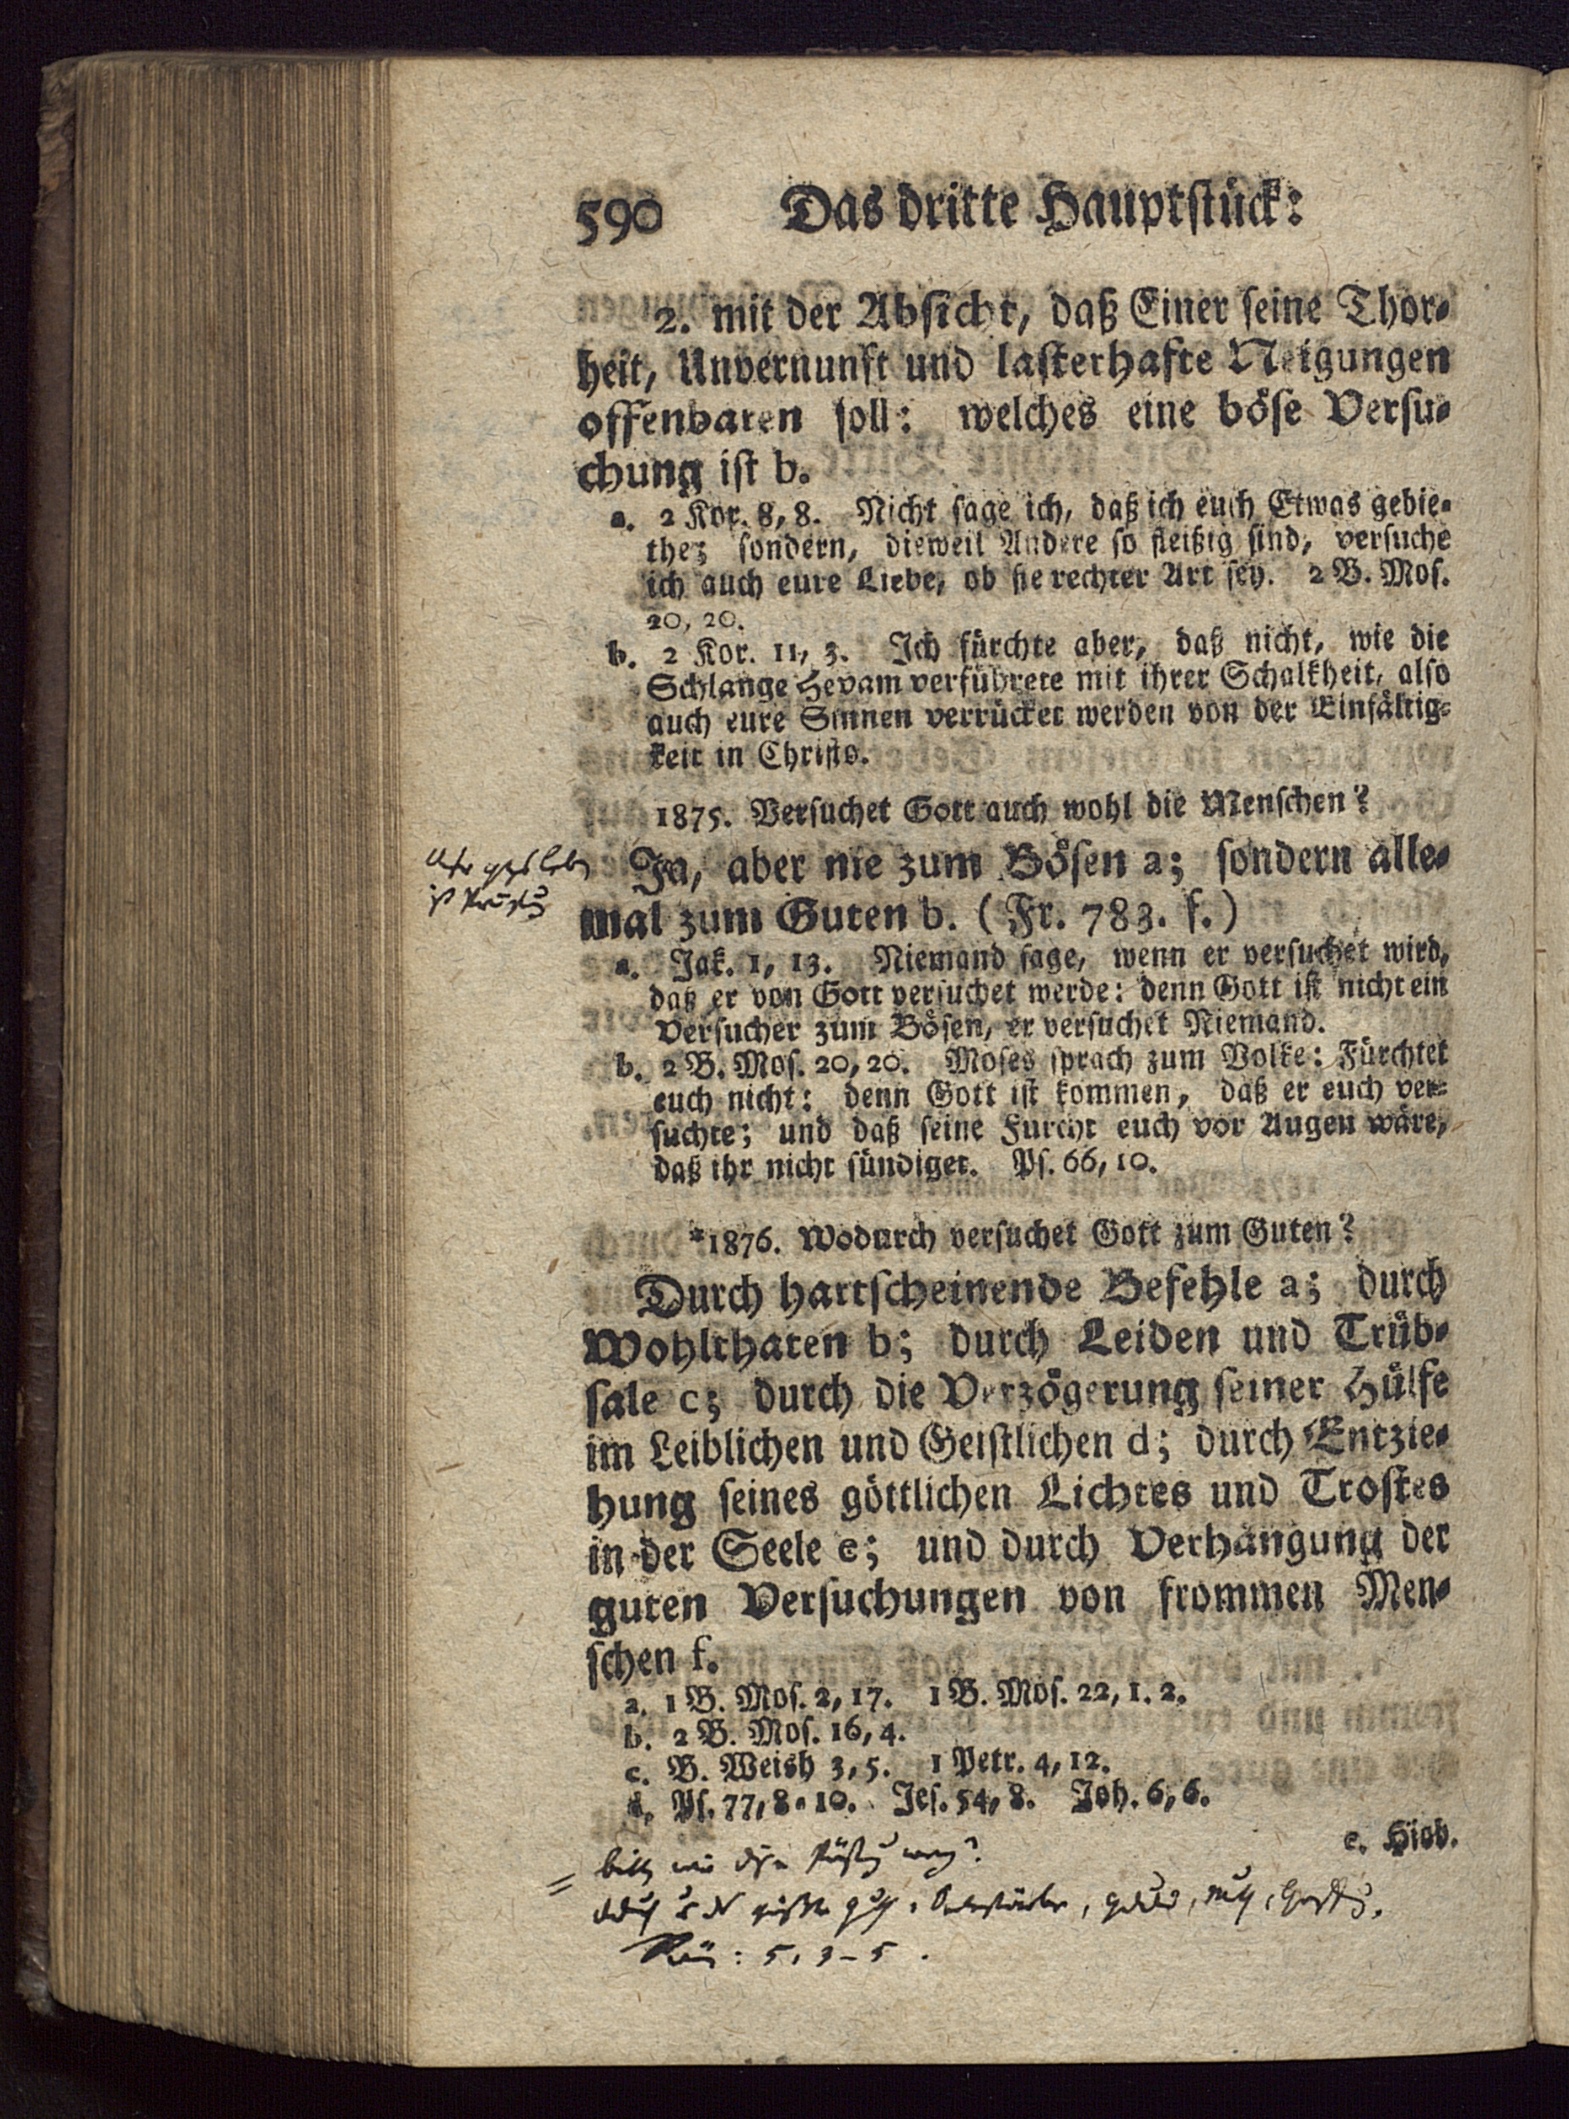 590 Das dritte Hauptstück:
2. mit der Absicht, daß Einer seine Thor-
heit, Unvernunft und lasterhafte Neigungen
offenbaren soll: welches eine böse Versu-
chung ist b.
a. 2 Kor. 8, 8. Nicht sage ich, daß ich euch Etwas gebie-
the; sondern, dieweil Andere so fleißig sind, versuche
ich auch eure Liebe, ob sie rechter Art sey. 2 B. Mos.
20, 20.
b. 2 Kor. 11, 3. Ich fürchte aber, daß nicht, wie die
Schlange Hevam verführete mit ihrer Schalkheit, also
auch eure Sinnen verrücket werden von der Einfältig-
keit in Christo.
1875. Versuchet Gott auch wohl die Menschen?
Ja, aber nie zum Bösen a; sondern alle-
mal zum Guten b. (Fr. 783. f.)
a. Jak. 1, 13. Niemand sage, wenn er versuchet wird,
daß er von Gott versuchet werde: denn Gott ist nicht ein
Versucher zum Bösen, er versuchet Niemand.
b. 2 B. Mos. 20, 20. Moses sprach zum Volke: Fürchtet
euch nicht: denn Gott ist kommen, daß er euch ver-
suchte; und daß seine Furcht euch vor Augen wäre,
daß ihr nicht sündiget. Ps. 66, 10.
*1876. Wodurch versuchet Gott zum Guten?
Durch hartscheinende Befehle a; durch
Wohlthaten b; durch Leiden und Trüb-
sale c; durch die Verzögerung seiner Hülfe
im Leiblichen und Geistlichen d; durch Entzie-
hung seines göttlichen Lichtes und Trostes
in der Seele e; und durch Verhängung der
guten Versuchungen von frommen Men-
schen f.
a. 1 B. Mos. 2, 17. 1 B. Mos. 22, 1. 2.
b. 2 B. Mos. 16, 4.
c. B. Weish 3, 5. 1 Petr. 4, 12.
d. Ps. 77, 8-10. Jes. 54, 8. Joh. 6, 6.
e. Hiob.
5, 3-5.